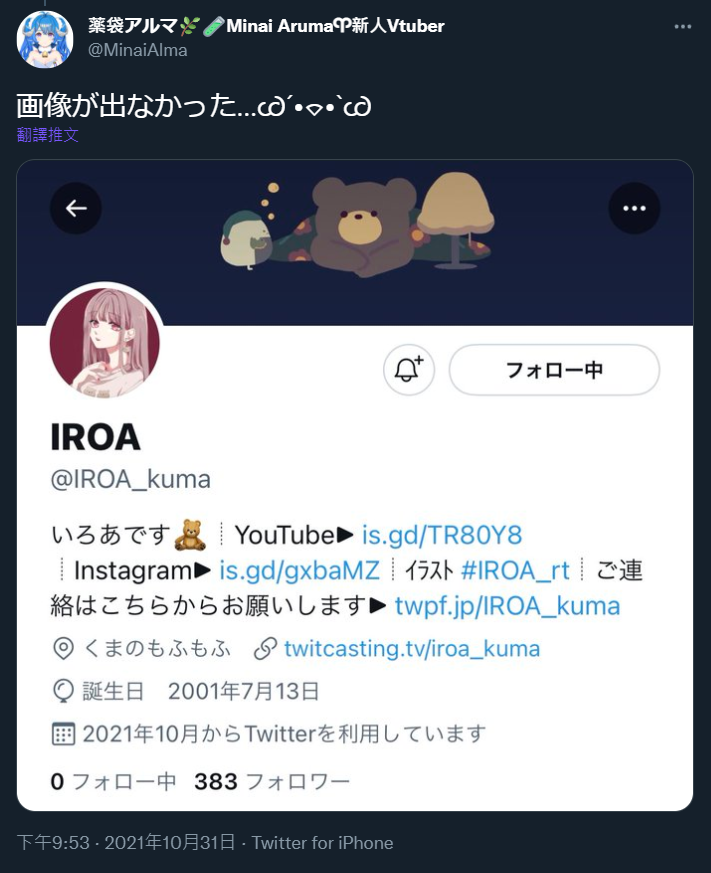 薬袋アルマ🌿🧪Minai Aruma♈新人Vtuber
@MinaiAlma
画像が出なかった...ᔔ´•ᯅ•`ᔕ
翻譯推文
フォロー中
IROA
@IROA_kuma
いろあです🧸┊YouTube▶ is.gd/TR80Y8
┊Instagram▶ is.gd/gxbaMZ┊イラスト #IROA_rt┊ご連
絡はこちらからお願いします▶ twpf.jp/IROA_kuma
くまのもふもふ twitcasting.tv/iroa_kuma
誕生日 2001年7月13日
2021年10月からTwitterを利用しています
0 フォロー中 383 フォロワー
下午9:53 · 2021年10月31日 · Twitter for iPhone